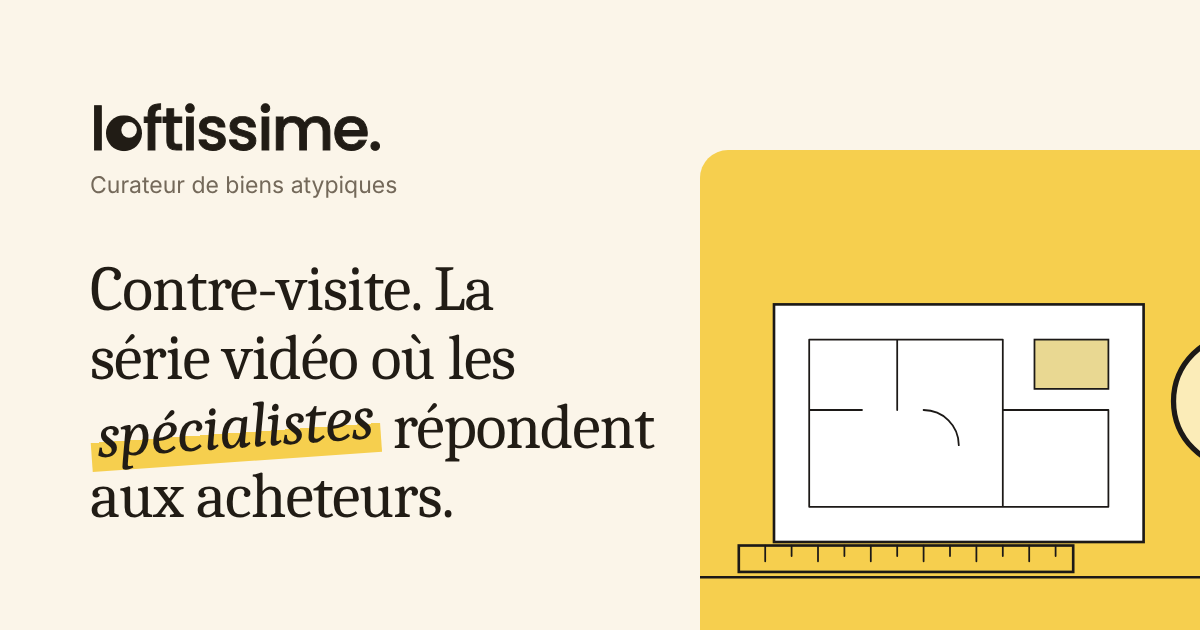 loftissime.
Curateur de biens atypiques
Contre-visite. La
série vidéo où les
spécialistes répondent
aux acheteurs.